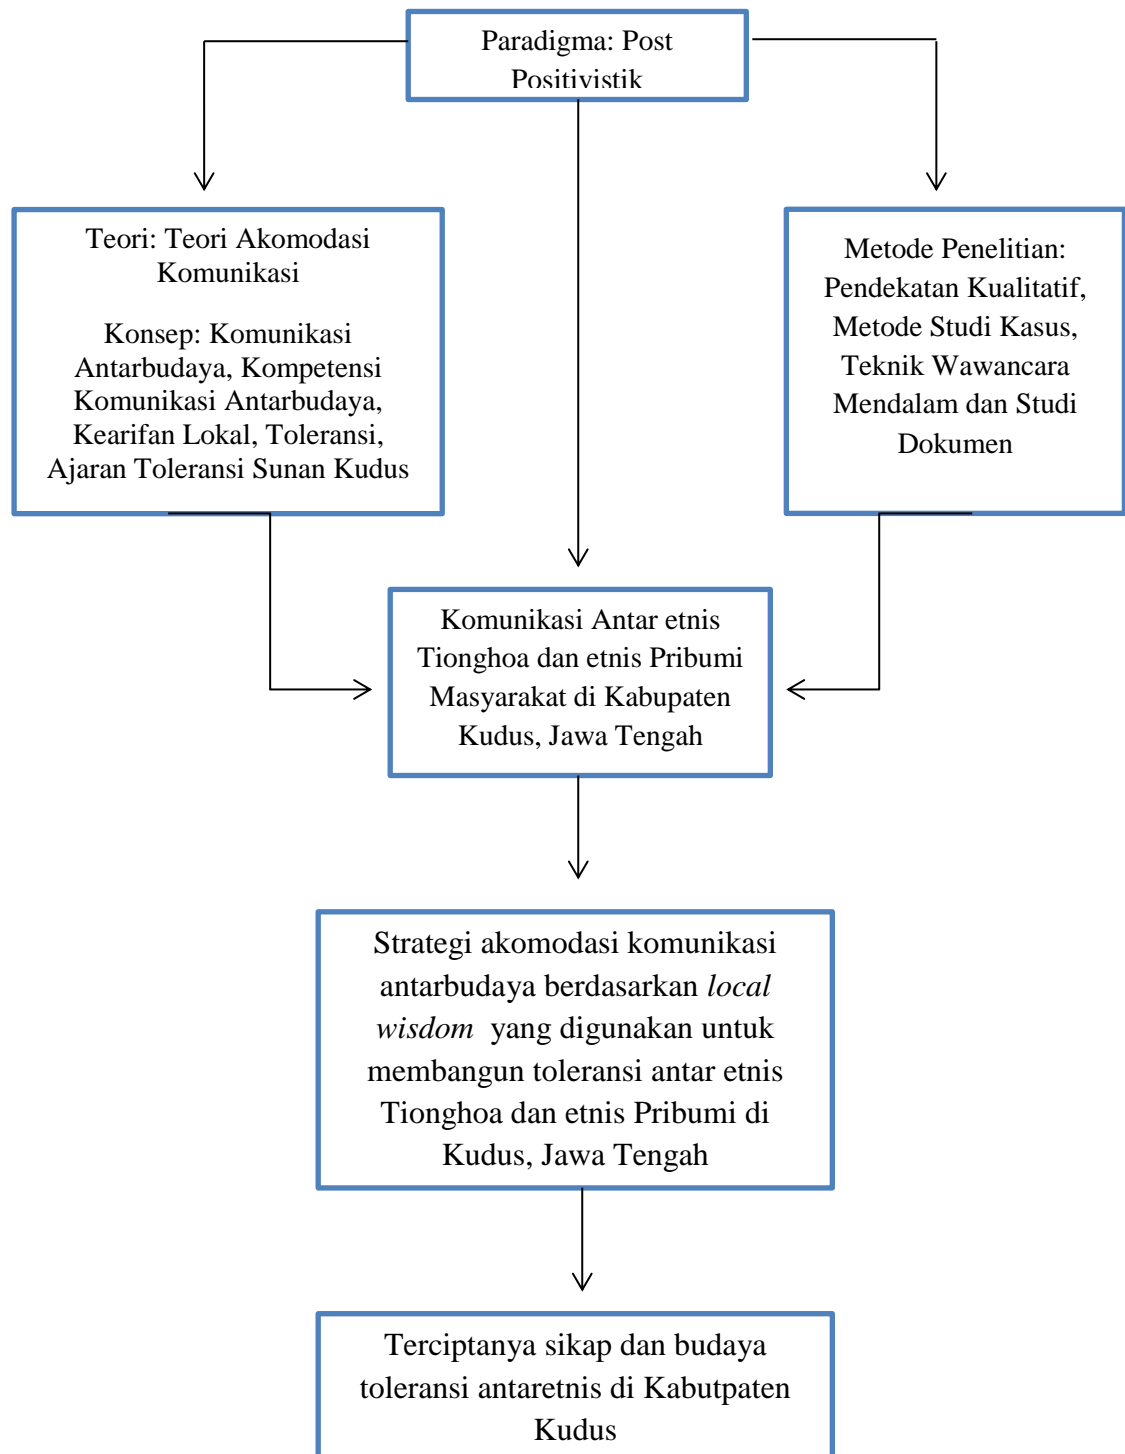 Paradigma: Post
Positivistik
Teori: Teori Akomodasi
Komunikasi
Konsep: Komunikasi
Antarbudaya, Kompetensi
Komunikasi Antarbudaya,
Kearifan Lokal, Toleransi,
Ajaran Toleransi Sunan Kudus
Metode Penelitian:
Pendekatan Kualitatif,
Metode Studi Kasus,
Teknik Wawancara
Mendalam dan Studi
Dokumen
Komunikasi Antar etnis
Tionghoa dan etnis Pribumi
Masyarakat di Kabupaten
Kudus, Jawa Tengah
Strategi akomodasi komunikasi
antarbudaya berdasarkan local
wisdom yang digunakan untuk
membangun toleransi antar etnis
Tionghoa dan etnis Pribumi di
Kudus, Jawa Tengah
Terciptanya sikap dan budaya
toleransi antaretnis di Kabutpaten
Kudus